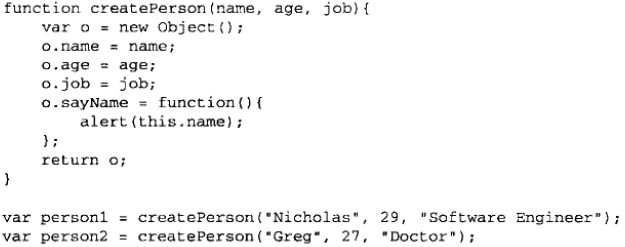 function createPerson(name, age, job){
    var o = new Object();
    o.name = name;
    o.age = age;
    o.job = job;
    o.sayName = function(){
        alert(this.name);
    };
    return o;
}

var person1 = createPerson("Nicholas", 29, "Software Engineer");
var person2 = createPerson("Greg", 27, "Doctor");